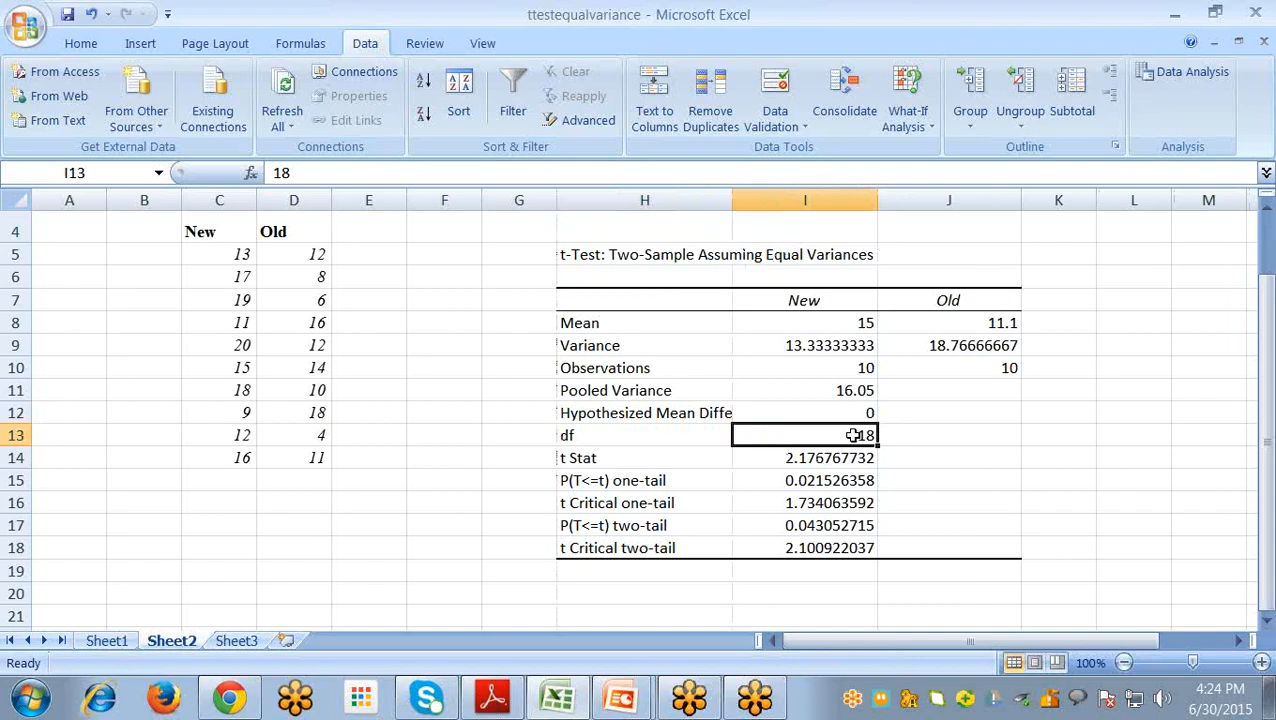 ttestequalvariance - Microsoft Excel
Home Insert Page Layout Formulas Data Review View
From Access
From Web
From Text
From Other Sources
Existing Connections
Get External Data
Refresh All
Connections
Properties
Edit Links
Connections
Sort
Filter
Clear
Reapply
Advanced
Sort & Filter
Text to Columns
Remove Duplicates
Data Validation
Consolidate
What-If Analysis
Data Tools
Group
Ungroup
Subtotal
Outline
Data Analysis
Analysis
I13 fx 18
A B C D E F G H I J K L M
4 New Old
5 13 12 t-Test: Two-Sample Assuming Equal Variances
6 17 8
7 19 6 New Old
8 11 16 Mean 15 11.1
9 20 12 Variance 13.33333333 18.76666667
10 15 14 Observations 10 10
11 18 10 Pooled Variance 16.05
12 9 18 Hypothesized Mean Diffe 0
13 12 4 df 18
14 16 11 t Stat 2.176767732
15 P(T<=t) one-tail 0.021526358
16 t Critical one-tail 1.734063592
17 P(T<=t) two-tail 0.043052715
18 t Critical two-tail 2.100922037
19
20
21
Sheet1 Sheet2 Sheet3
Ready 100%
4:24 PM
6/30/2015